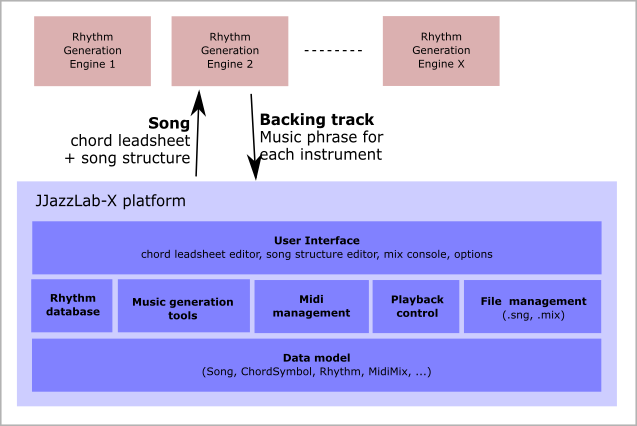 Rhythm
Generation
Engine 1
Rhythm
Generation
Engine 2
Rhythm
Generation
Engine X
Song
chord leadsheet
+ song structure
Backing track
Music phrase for
each instrument
JJazzLab-X platform
User Interface
chord leadsheet editor, song structure editor, mix console, options
Rhythm
database
Music generation
tools
Midi
management
Playback
control
File management
(.sng, .mix)
Data model
(Song, ChordSymbol, Rhythm, MidiMix, ...)